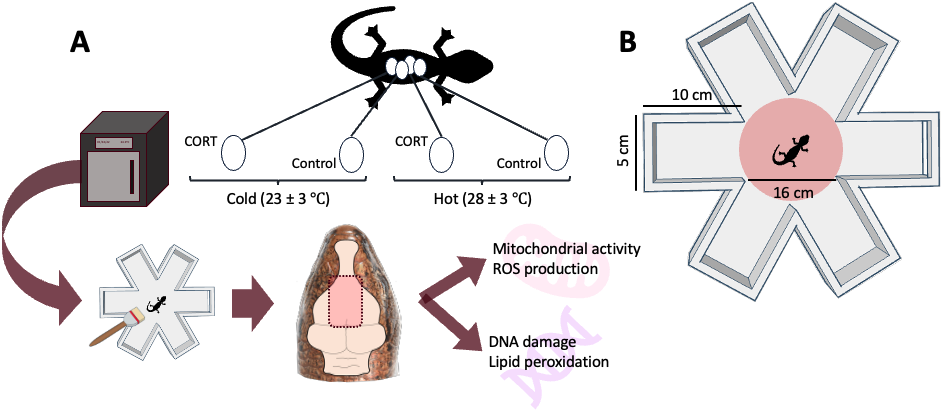 A
B
CORT
Control
CORT
Control
Cold (23 ± 3 °C)
Hot (28 ± 3 °C)
10 cm
5 cm
16 cm
Mitochondrial activity
ROS production
DNA damage
Lipid peroxidation